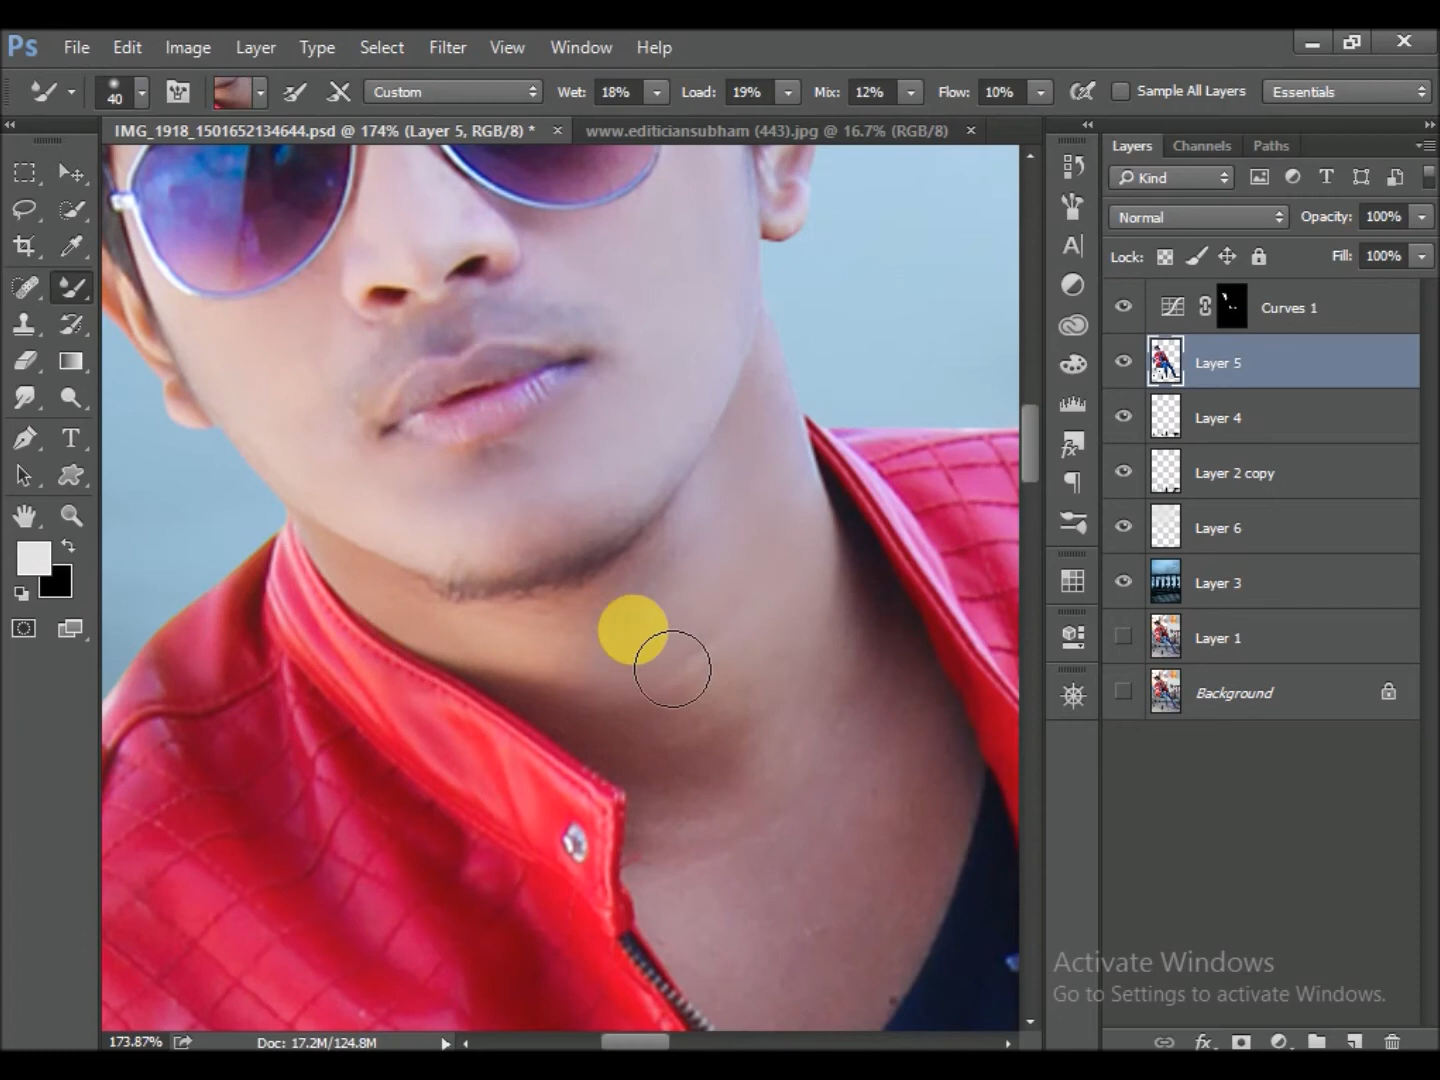 Ps File Edit Image Layer Type Select Filter View Window Help
40 Custom Wet: 18% Load: 19% Mix: 12% Flow: 10% Sample All Layers Essentials
IMG_1918_1501652134644.psd @ 174% (Layer 5, RGB/8) * × www.editiciansubham (443).jpg @ 16.7% (RGB/8) ×
Layers Channels Paths
Kind
Normal Opacity: 100%
Lock: Fill: 100%
Curves 1
Layer 5
Layer 4
Layer 2 copy
Layer 6
Layer 3
Layer 1
Background
Activate Windows
Go to Settings to activate Windows.
173.87% Doc: 17.2M/124.8M